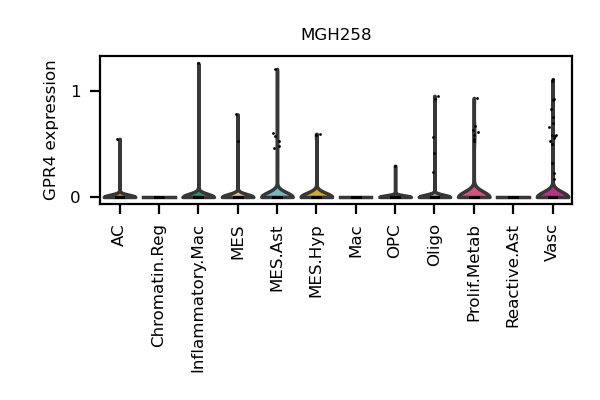 MGH258
GPR4 expression
1
0
AC
Chromatin.Reg
Inflammatory.Mac
MES
MES.Ast
MES.Hyp
Mac
OPC
Oligo
Prolif.Metab
Reactive.Ast
Vasc